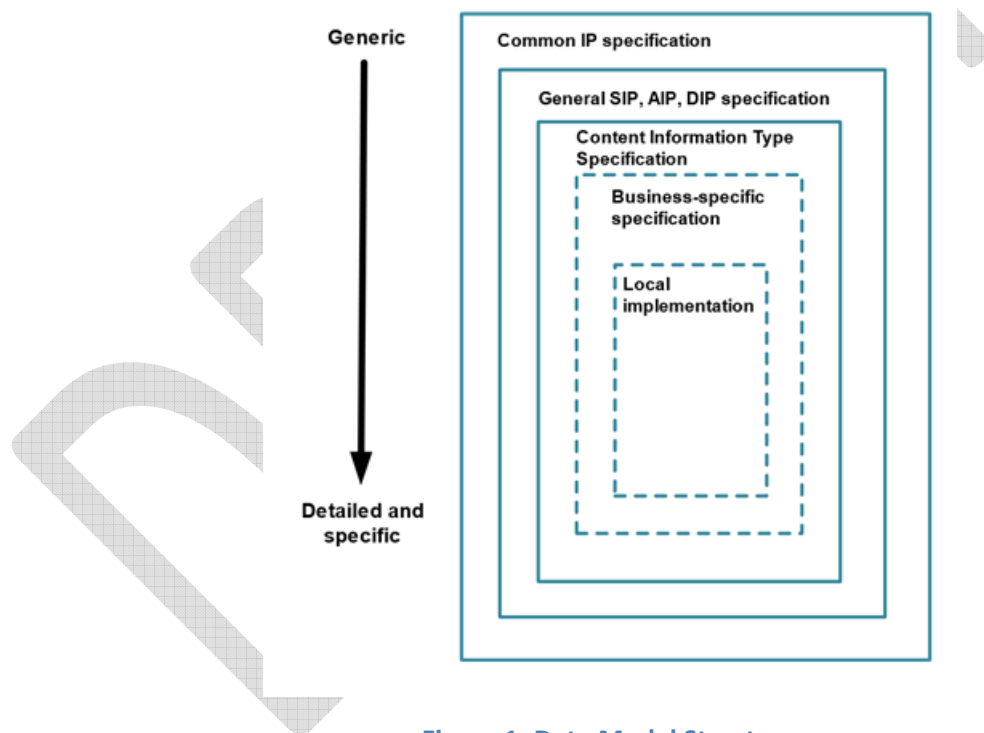 Generic
Common IP specification
General SIP, AIP, DIP specification
Content Information Type
Specification
Business-specific
specification
Local
implementation
Detailed and
specific